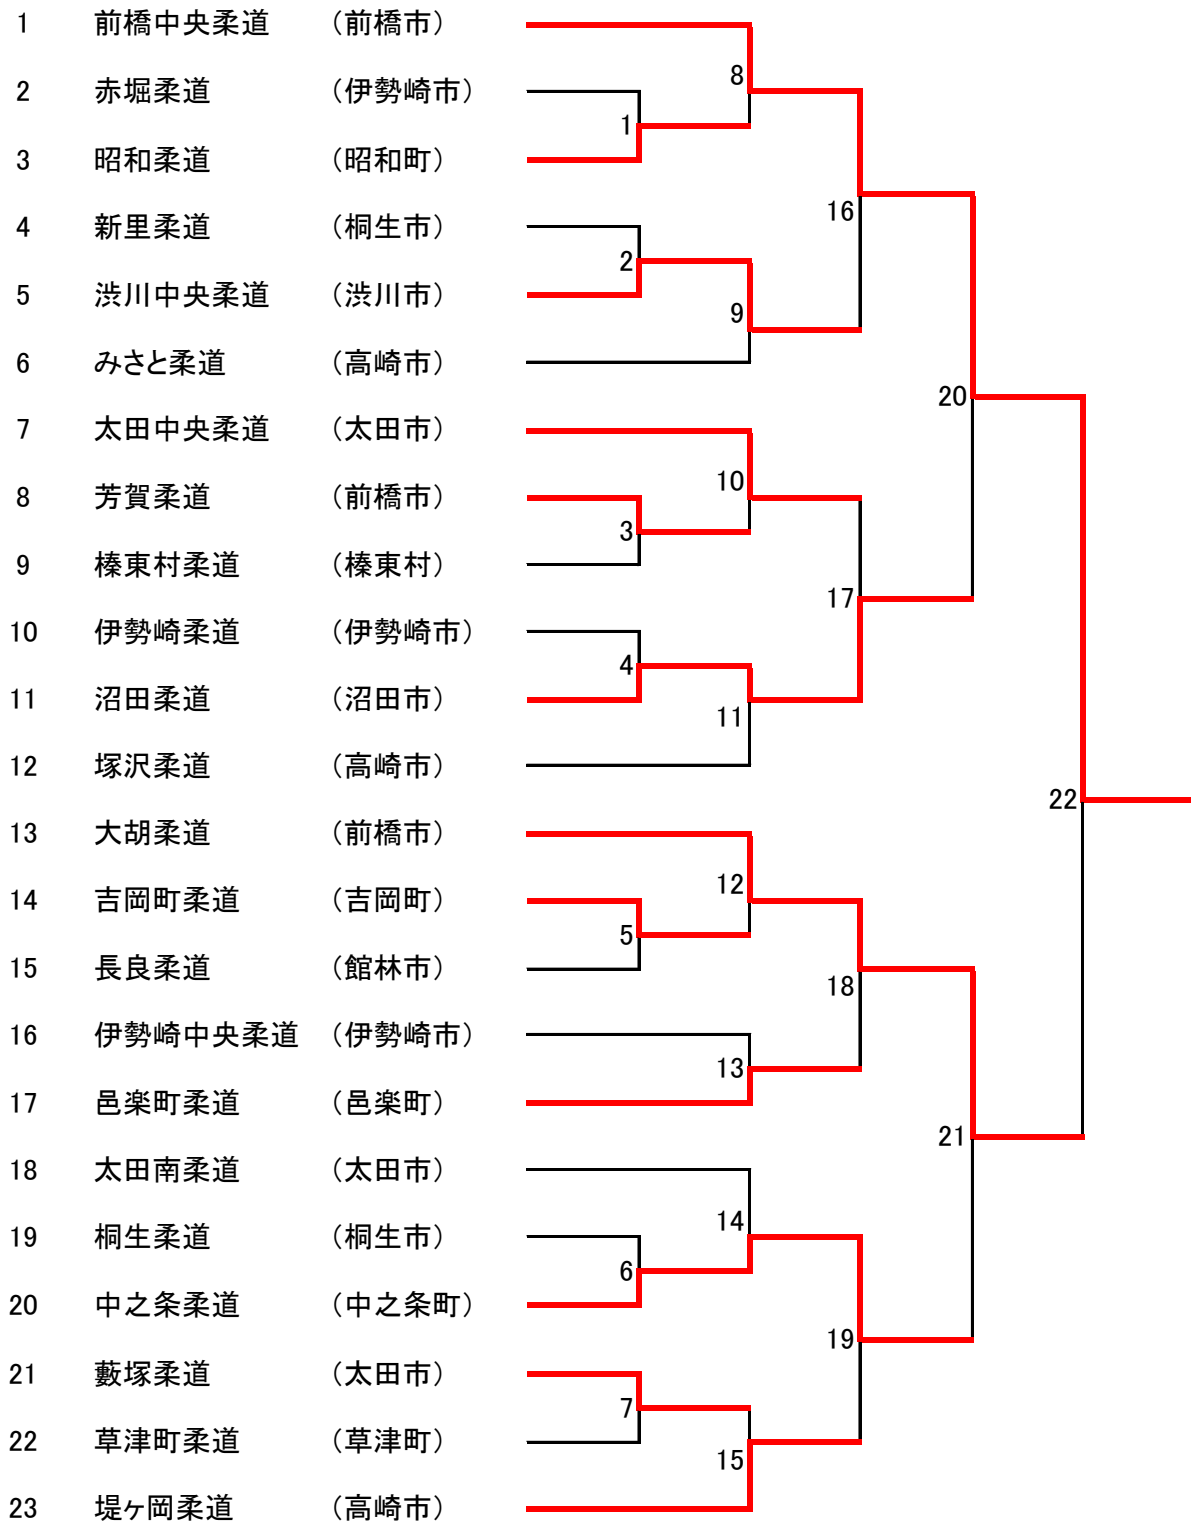 1 前橋中央柔道 （前橋市）
8
2 赤堀柔道 （伊勢崎市）
1
3 昭和柔道 （昭和町）
16
4 新里柔道 （桐生市）
2
5 渋川中央柔道 （渋川市）
9
6 みさと柔道 （高崎市）
20
7 太田中央柔道 （太田市）
10
8 芳賀柔道 （前橋市）
3
9 榛東村柔道 （榛東村）
17
10 伊勢崎柔道 （伊勢崎市）
4
11 沼田柔道 （沼田市）
11
12 塚沢柔道 （高崎市）
22
13 大胡柔道 （前橋市）
12
14 吉岡町柔道 （吉岡町）
5
15 長良柔道 （館林市）
18
16 伊勢崎中央柔道 （伊勢崎市）
13
17 邑楽町柔道 （邑楽町）
21
18 太田南柔道 （太田市）
14
19 桐生柔道 （桐生市）
6
20 中之条柔道 （中之条町）
19
21 藪塚柔道 （太田市）
7
22 草津町柔道 （草津町）
15
23 堤ヶ岡柔道 （高崎市）